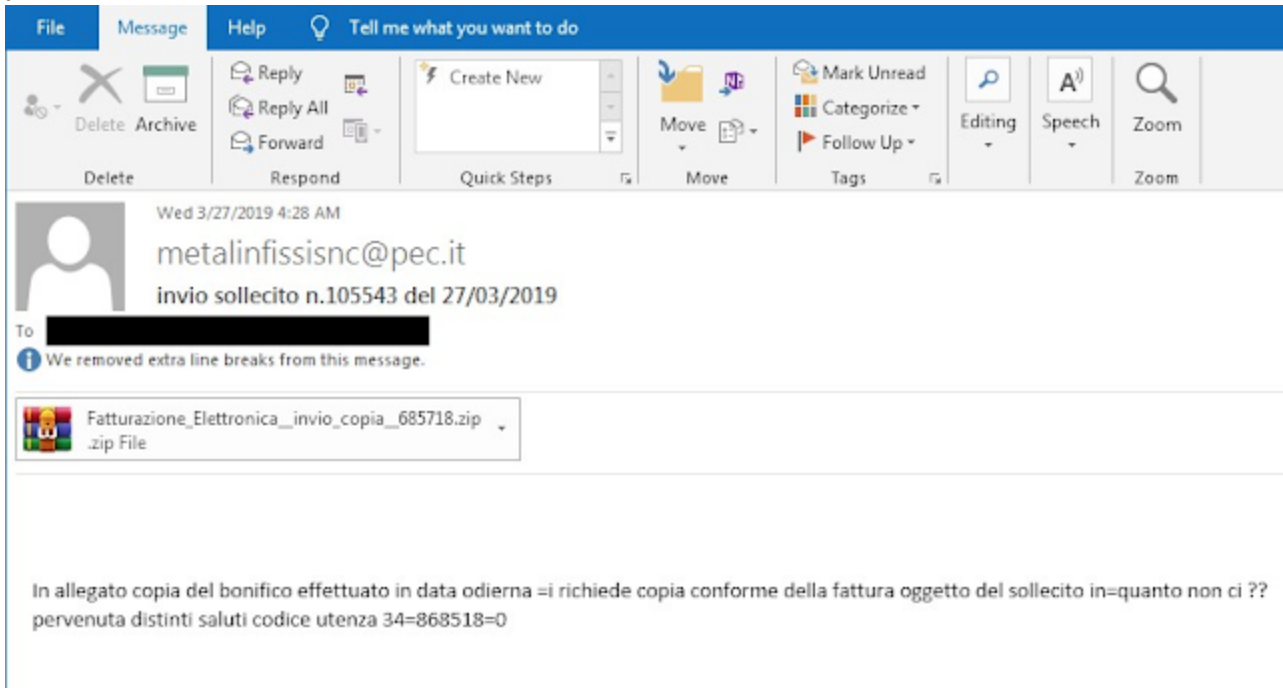 File Message Help Tell me what you want to do
Delete Archive
Reply
Reply All
Forward
Create New
Move
Mark Unread
Categorize
Follow Up
Editing
Speech
Zoom
Delete Respond Quick Steps Move Tags Zoom
Wed 3/27/2019 4:28 AM
metalinfissisnc@pec.it
invio sollecito n.105543 del 27/03/2019
To
We removed extra line breaks from this message.
Fatturazione_Elettronica__invio_copia__685718.zip
.zip File
In allegato copia del bonifico effettuato in data odierna =i richiede copia conforme della fattura oggetto del sollecito in=quanto non ci ??
pervenuta distinti saluti codice utenza 34=868518=0